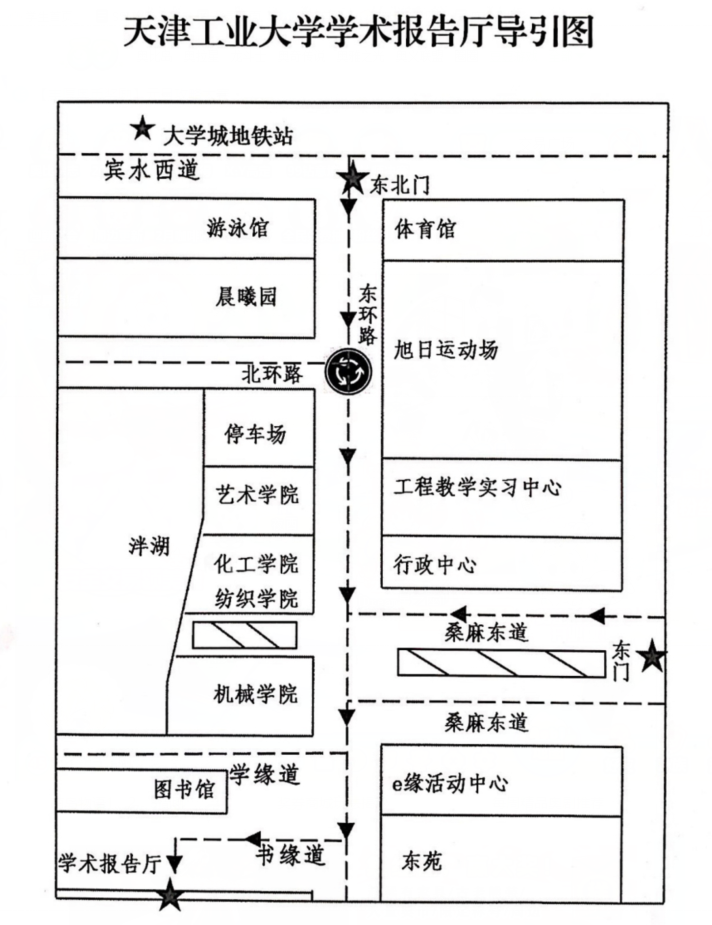 天津工业大学学术报告厅导引图
大学城地铁站
宾水西道
东北门
游泳馆
体育馆
晨曦园
东环路
旭日运动场
北环路
停车场
艺术学院
工程教学实习中心
泮湖
化工学院
纺织学院
行政中心
桑麻东道
东门
机械学院
桑麻东道
学缘道
图书馆
e缘活动中心
书缘道
学术报告厅
东苑